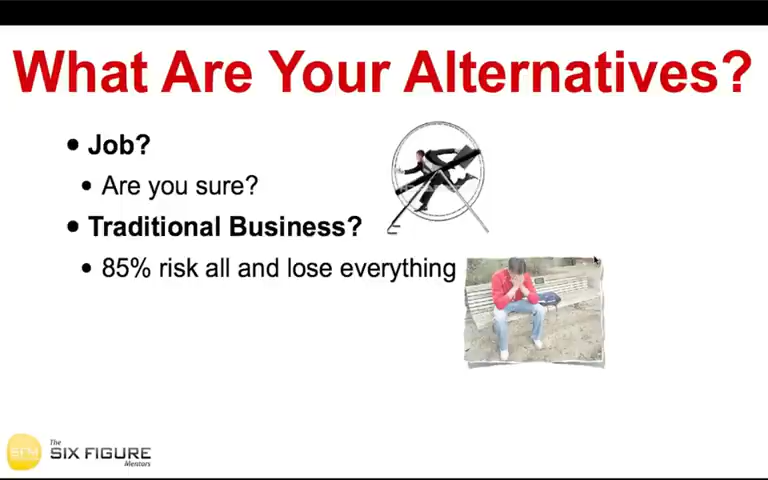 What Are Your Alternatives?
• Job?
• Are you sure?
• Traditional Business?
• 85% risk all and lose everything
SFM
The
SIX FIGURE
Mentors